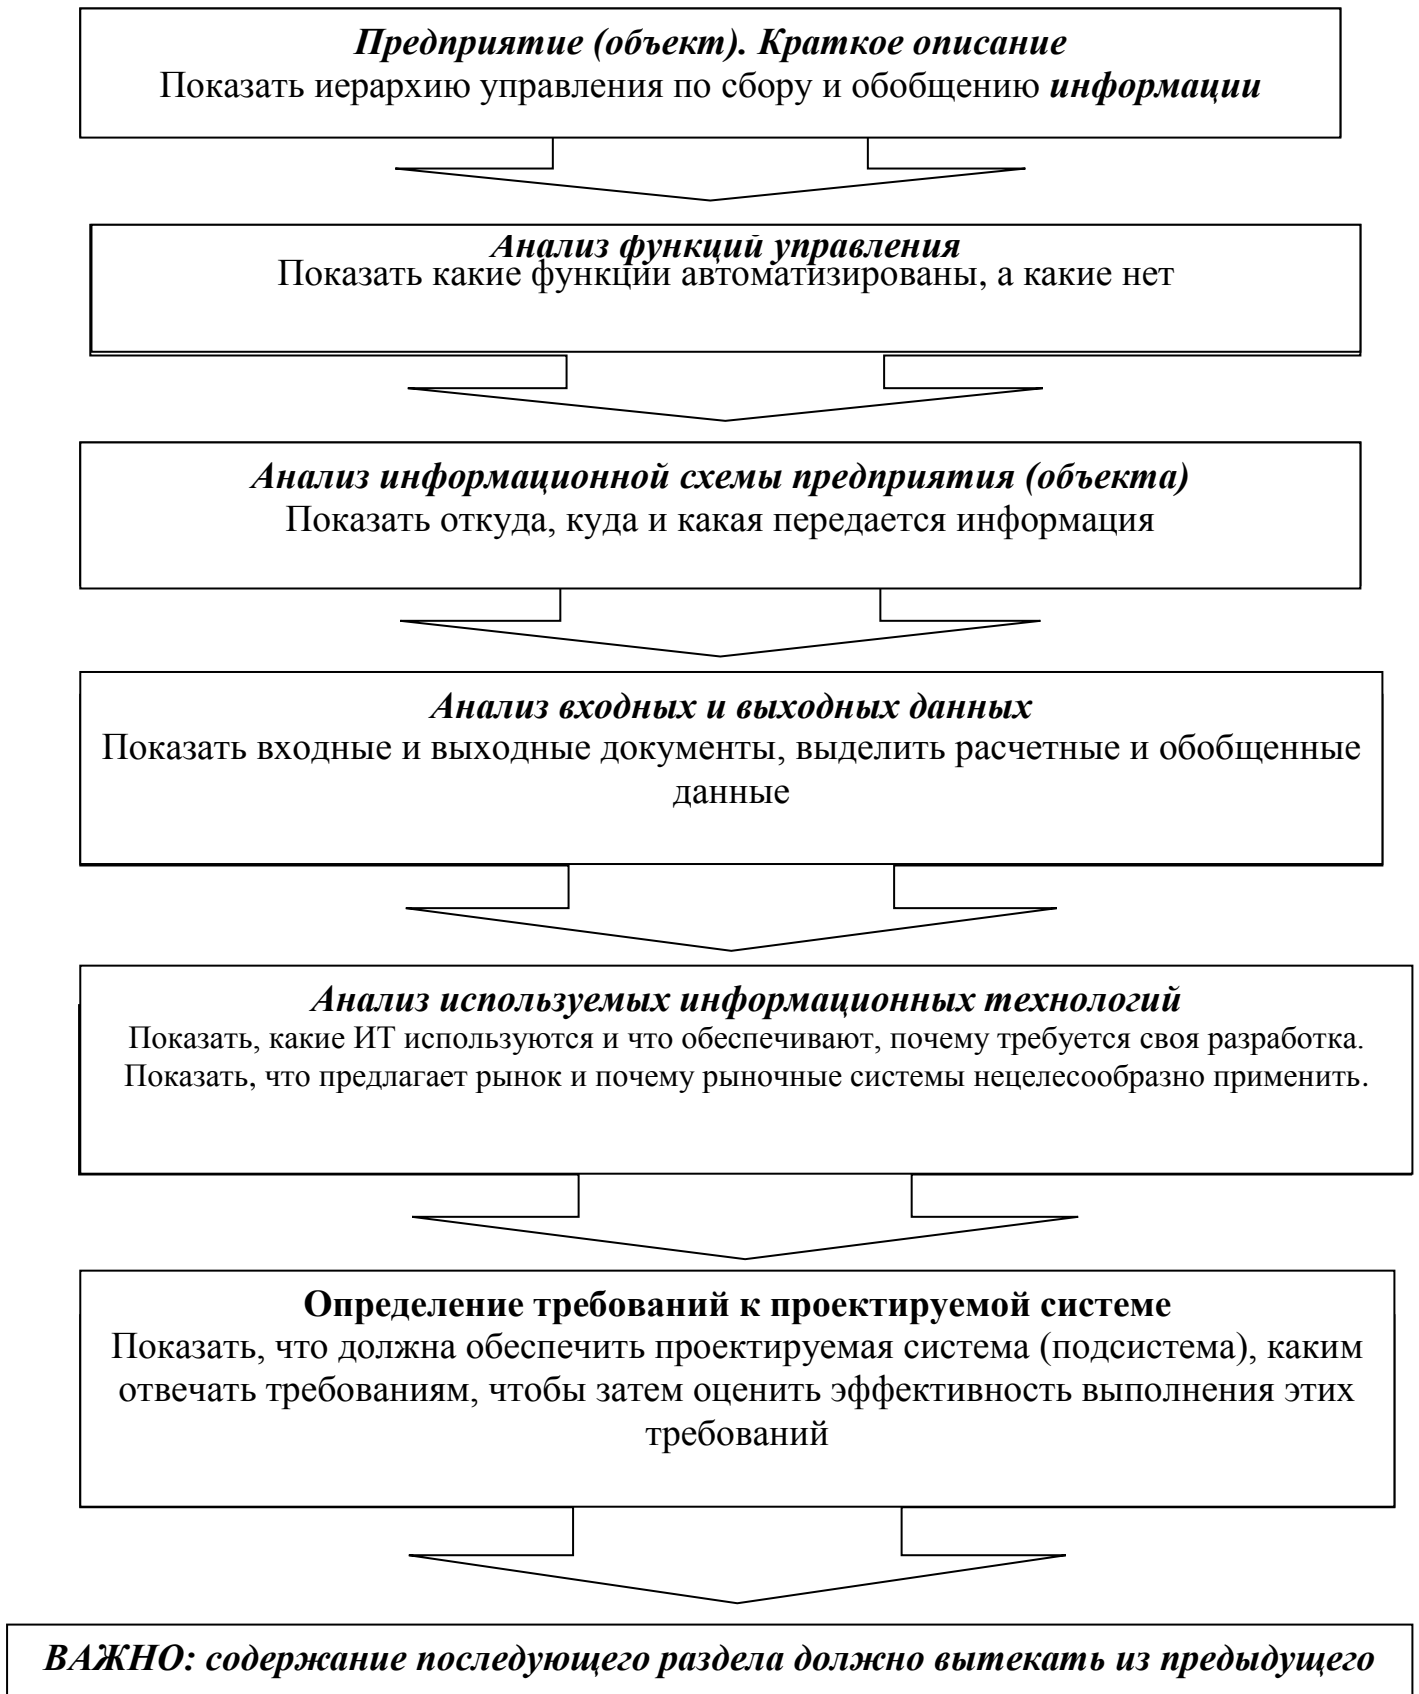 Предприятие (объект). Краткое описание
Показать иерархию управления по сбору и обобщению информации
Анализ функций управления
Показать какие функции автоматизированы, а какие нет
Анализ информационной схемы предприятия (объекта)
Показать откуда, куда и какая передается информация
Анализ входных и выходных данных
Показать входные и выходные документы, выделить расчетные и обобщенные
данные
Анализ используемых информационных технологий
Показать, какие ИТ используются и что обеспечивают, почему требуется своя разработка.
Показать, что предлагает рынок и почему рыночные системы нецелесообразно применить.
Определение требований к проектируемой системе
Показать, что должна обеспечить проектируемая система (подсистема), каким
отвечать требованиям, чтобы затем оценить эффективность выполнения этих
требований
ВАЖНО: содержание последующего раздела должно вытекать из предыдущего